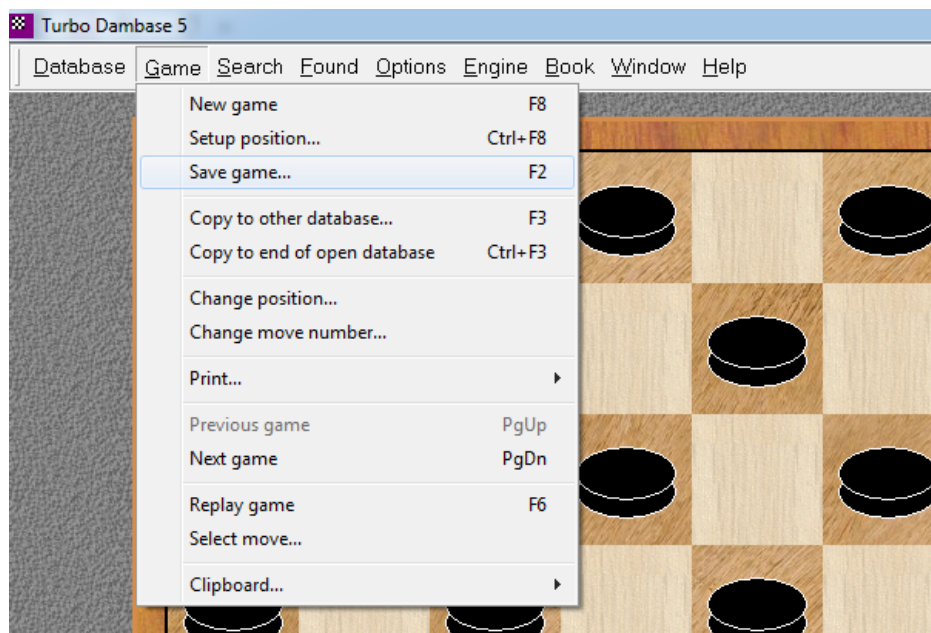 Turbo Dambase 5
Database Game Search Found Options Engine Book Window Help
New game F8
Setup position... Ctrl+F8
Save game... F2
Copy to other database... F3
Copy to end of open database Ctrl+F3
Change position...
Change move number...
Print...
Previous game PgUp
Next game PgDn
Replay game F6
Select move...
Clipboard...